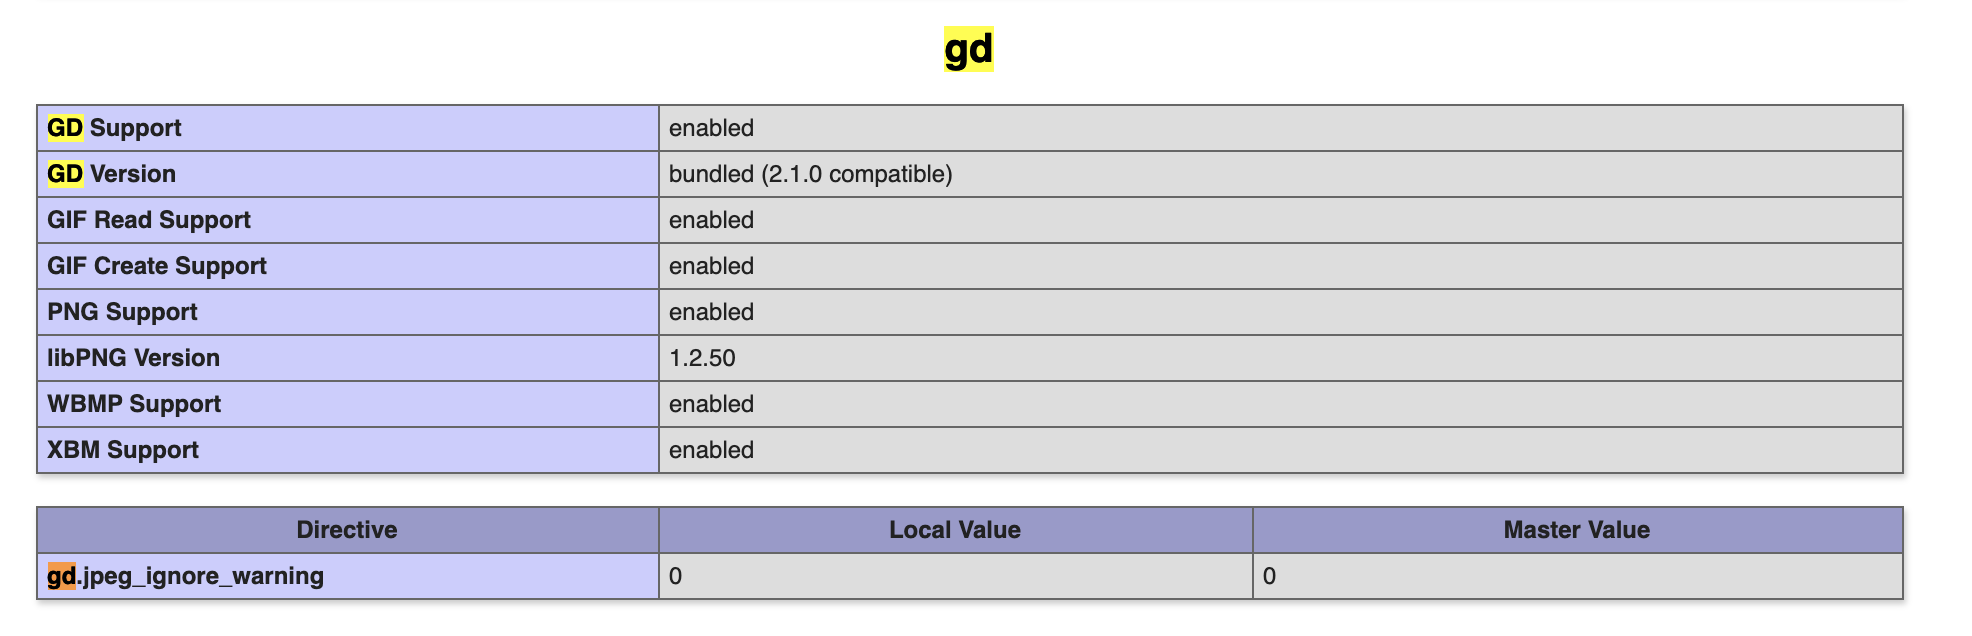 gd
GD Support enabled
GD Version bundled (2.1.0 compatible)
GIF Read Support enabled
GIF Create Support enabled
PNG Support enabled
libPNG Version 1.2.50
WBMP Support enabled
XBM Support enabled
Directive Local Value Master Value
gd.jpeg_ignore_warning 0 0